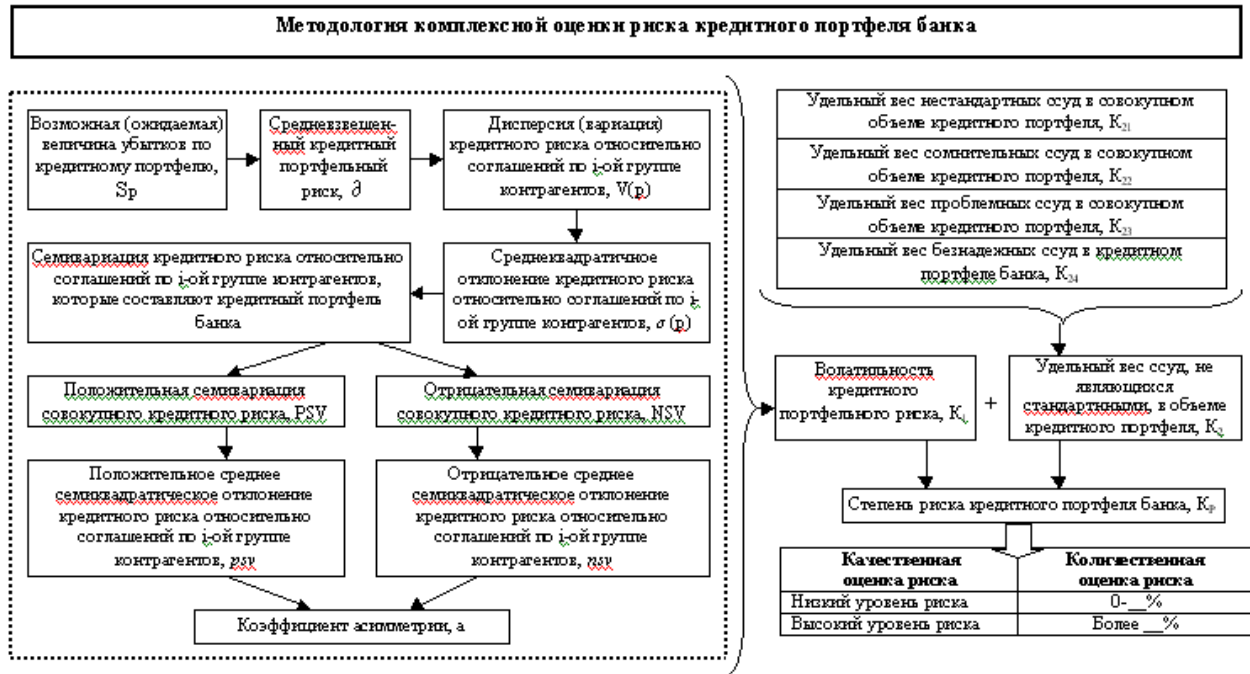 Методология комплексной оценки риска кредитного портфеля банка
Возможная (ожидаемая)
величина убытков по
кредитному портфелю,
Sp
Средневзвешен-
ный кредитный
портфельный
риск, ∂
Дисперсия (вариация)
кредитного риска относительно
соглашений по j-ой группе
контрагентов, V(p)
Семивариация кредитного риска относительно
соглашений по j-ой группе контрагентов,
которые составляют кредитный портфель
банка
Среднеквадратичное
отклонение кредитного риска
относительно соглашений по j-
ой группе контрагентов, σ (p)
Положительная семивариация
совокупного кредитного риска, PSV
Отрицательная семивариация
совокупного кредитного риска, NSV
Положительное среднее
семиквадратическое отклонение
кредитного риска относительно
соглашений по j-ой группе
контрагентов, psv
Отрицательное среднее
семиквадратическое отклонение
кредитного риска относительно
соглашений по j-ой группе
контрагентов, nsv
Коэффициент асимметрии, а
Удельный вес нестандартных ссуд в совокупном
объеме кредитного портфеля, К₂₁
Удельный вес сомнительных ссуд в совокупном
объеме кредитного портфеля, К₂₂
Удельный вес проблемных ссуд в совокупном
объеме кредитного портфеля, К₂₃
Удельный вес безнадежных ссуд в кредитном
портфеле банка, К₂₄
Волатильность
кредитного
портфельного риска, К₁
+
Удельный вес ссуд, не
являющихся
стандартнными, в объеме
кредитного портфеля, К₂
Степень риска кредитного портфеля банка, Кₚ
Качественная
оценка риска
Количественная
оценка риска
Низкий уровень риска
0-__%
Высокий уровень риска
Более __%